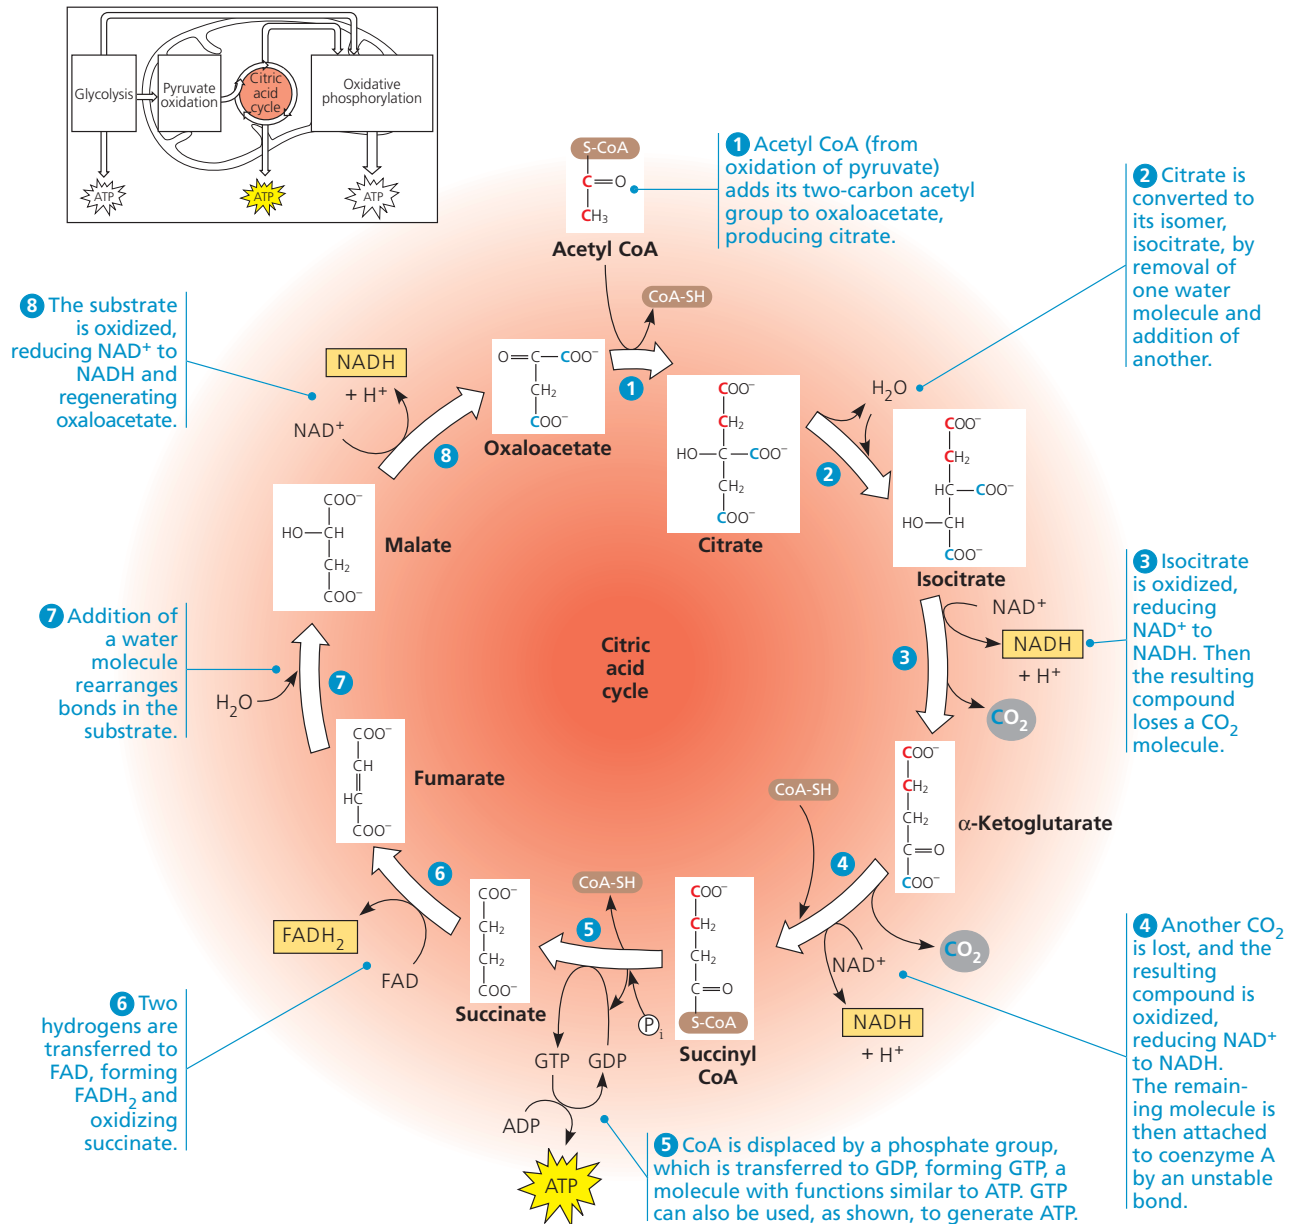 Glycolysis
Pyruvate
oxidation
Citric
acid
cycle
Oxidative
phosphorylation
ATP
ATP
ATP
S-CoA
C=O
CH₃
Acetyl CoA
1 Acetyl CoA (from
oxidation of pyruvate)
adds its two-carbon acetyl
group to oxaloacetate,
producing citrate.
CoA-SH
1
O=C—COO⁻
CH₂
COO⁻
Oxaloacetate
COO⁻
CH₂
HO—C—COO⁻
CH₂
COO⁻
Citrate
H₂O
2
2 Citrate is
converted to
its isomer,
isocitrate, by
removal of
one water
molecule and
addition of
another.
COO⁻
CH₂
HC—COO⁻
HO—CH
COO⁻
Isocitrate
3
NAD⁺
NADH
+ H⁺
CO₂
3 Isocitrate
is oxidized,
reducing
NAD⁺ to
NADH. Then
the resulting
compound
loses a CO₂
molecule.
COO⁻
CH₂
CH₂
C=O
COO⁻
α-Ketoglutarate
CoA-SH
4
CO₂
NAD⁺
NADH
+ H⁺
4 Another CO₂
is lost, and the
resulting
compound is
oxidized,
reducing NAD⁺
to NADH.
The remain-
ing molecule is
then attached
to coenzyme A
by an unstable
bond.
COO⁻
CH₂
CH₂
C=O
S-CoA
Succinyl
CoA
CoA-SH
5
Pi
GTP
GDP
ADP
ATP
5 CoA is displaced by a phosphate group,
which is transferred to GDP, forming GTP, a
molecule with functions similar to ATP. GTP
can also be used, as shown, to generate ATP.
COO⁻
CH₂
CH₂
COO⁻
Succinate
6
FADH₂
FAD
6 Two
hydrogens are
transferred to
FAD, forming
FADH₂ and
oxidizing
succinate.
COO⁻
CH
HC
COO⁻
Fumarate
7
H₂O
7 Addition of
a water
molecule
rearranges
bonds in the
substrate.
COO⁻
HO—CH
CH₂
COO⁻
Malate
8
NADH
+ H⁺
NAD⁺
8 The substrate
is oxidized,
reducing NAD⁺ to
NADH and
regenerating
oxaloacetate.
Citric
acid
cycle